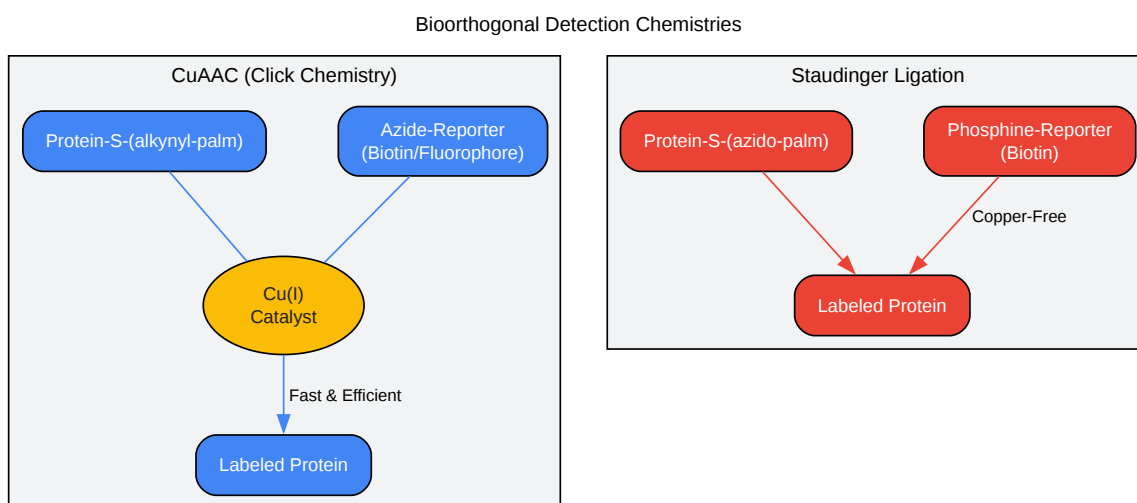 Bioorthogonal Detection Chemistries
CuAAC (Click Chemistry)
Protein-S-(alkynyl-palm)
Azide-Reporter
(Biotin/Fluorophore)
Cu(I)
Catalyst
Fast & Efficient
Labeled Protein
Staudinger Ligation
Protein-S-(azido-palm)
Phosphine-Reporter
(Biotin)
Copper-Free
Labeled Protein